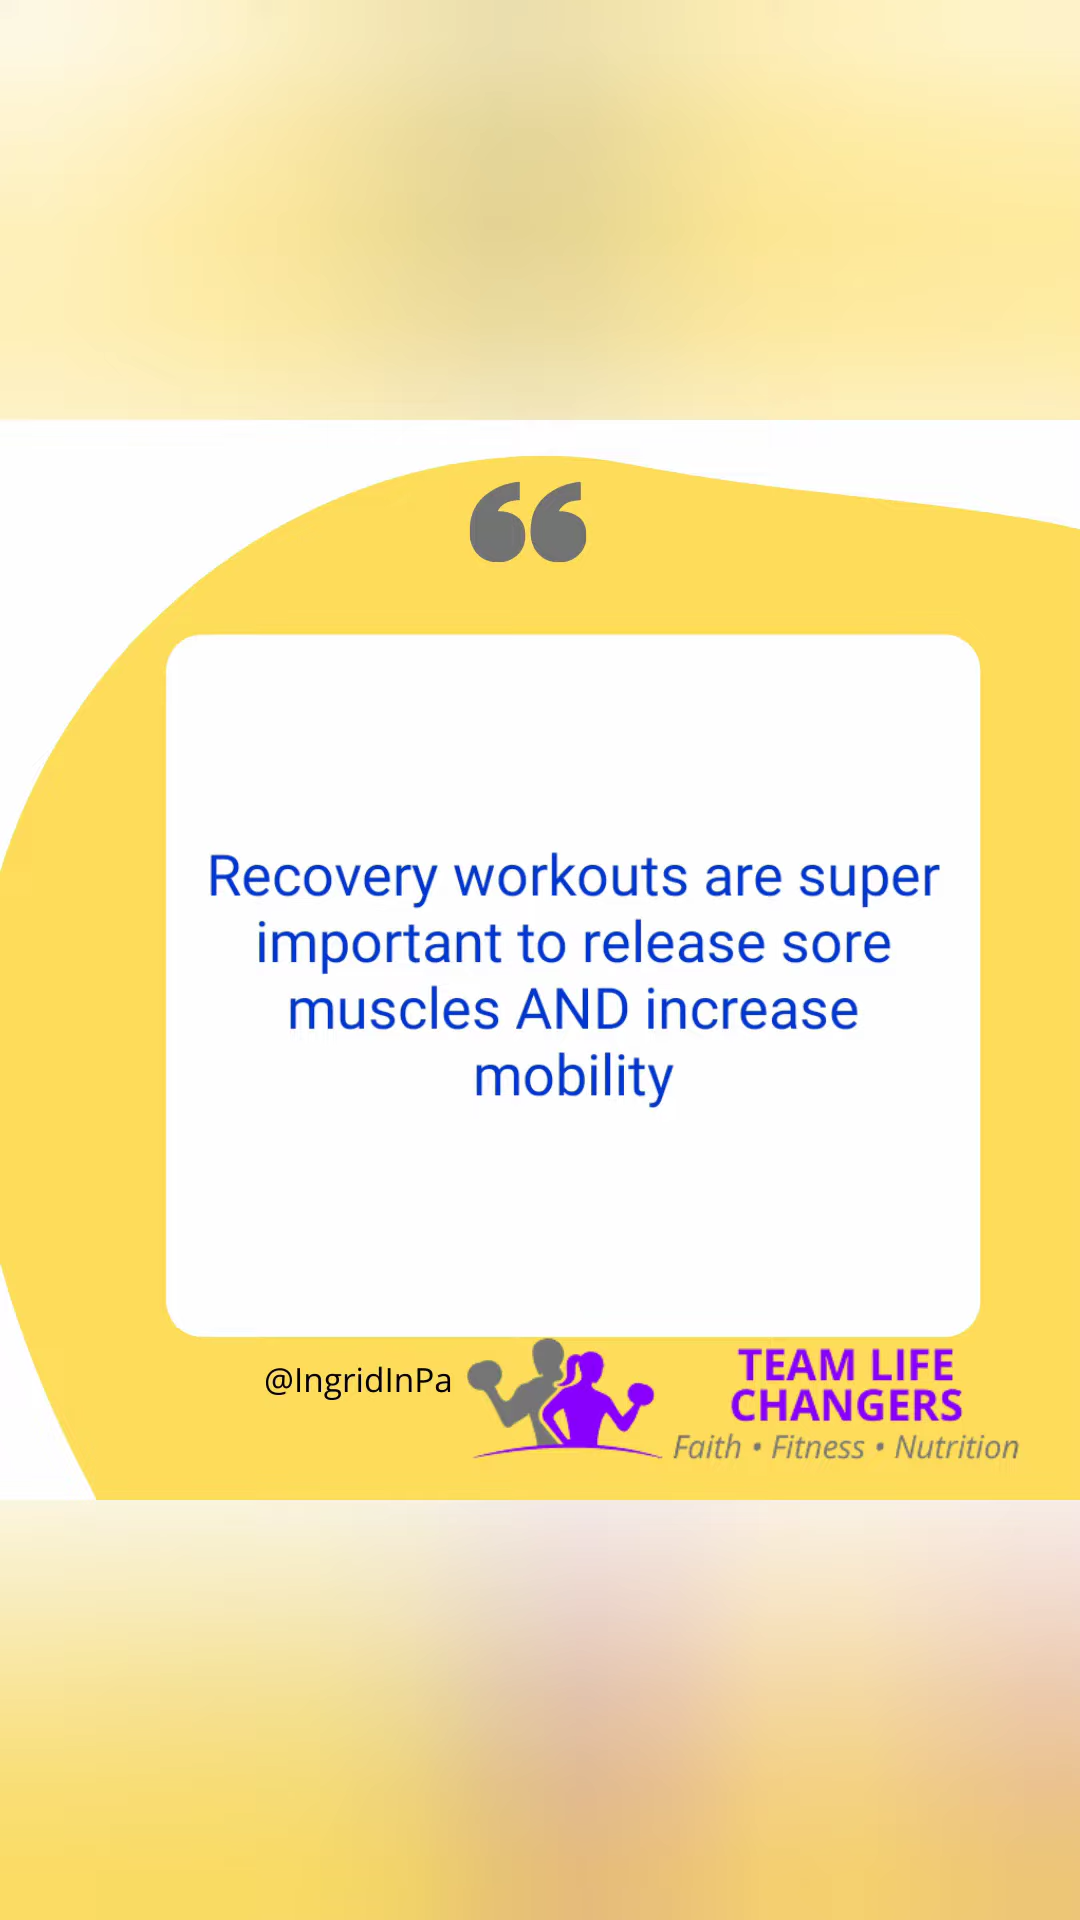 “
Recovery workouts are super
important to release sore
muscles AND increase
mobility
@IngridInPa
TEAM LIFE
CHANGERS
Faith • Fitness • Nutrition